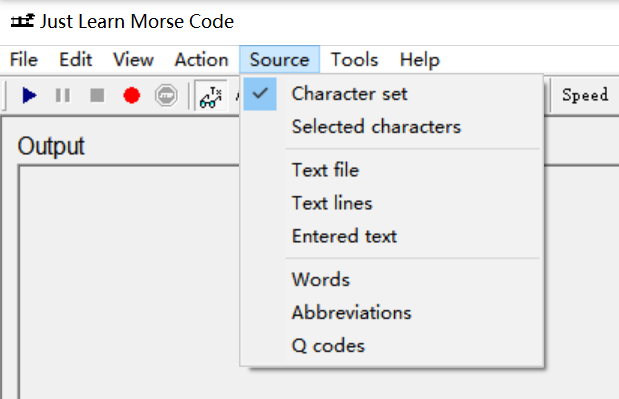 Just Learn Morse Code
File Edit View Action Source Tools Help
Speed
Character set
Selected characters
Output
Text file
Text lines
Entered text
Words
Abbreviations
Q codes